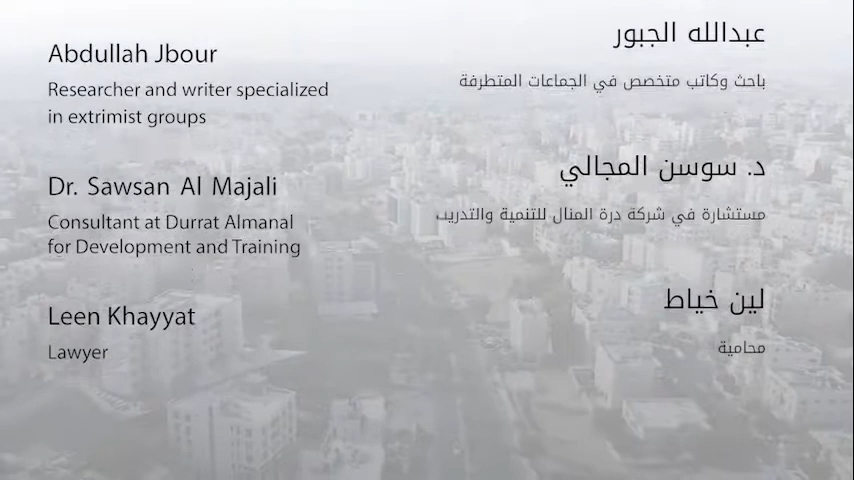 Abdullah Jbour
Researcher and writer specialized
in extrimist groups
Dr. Sawsan Al Majali
Consultant at Durrat Almanal
for Development and Training
Leen Khayyat
Lawyer
عبدالله الجبور
باحث وكاتب متخصص في الجماعات المتطرفة
د. سوسن المجالي
مستشارة في شركة درة المنال للتنمية والتدريب
لين خياط
محامية